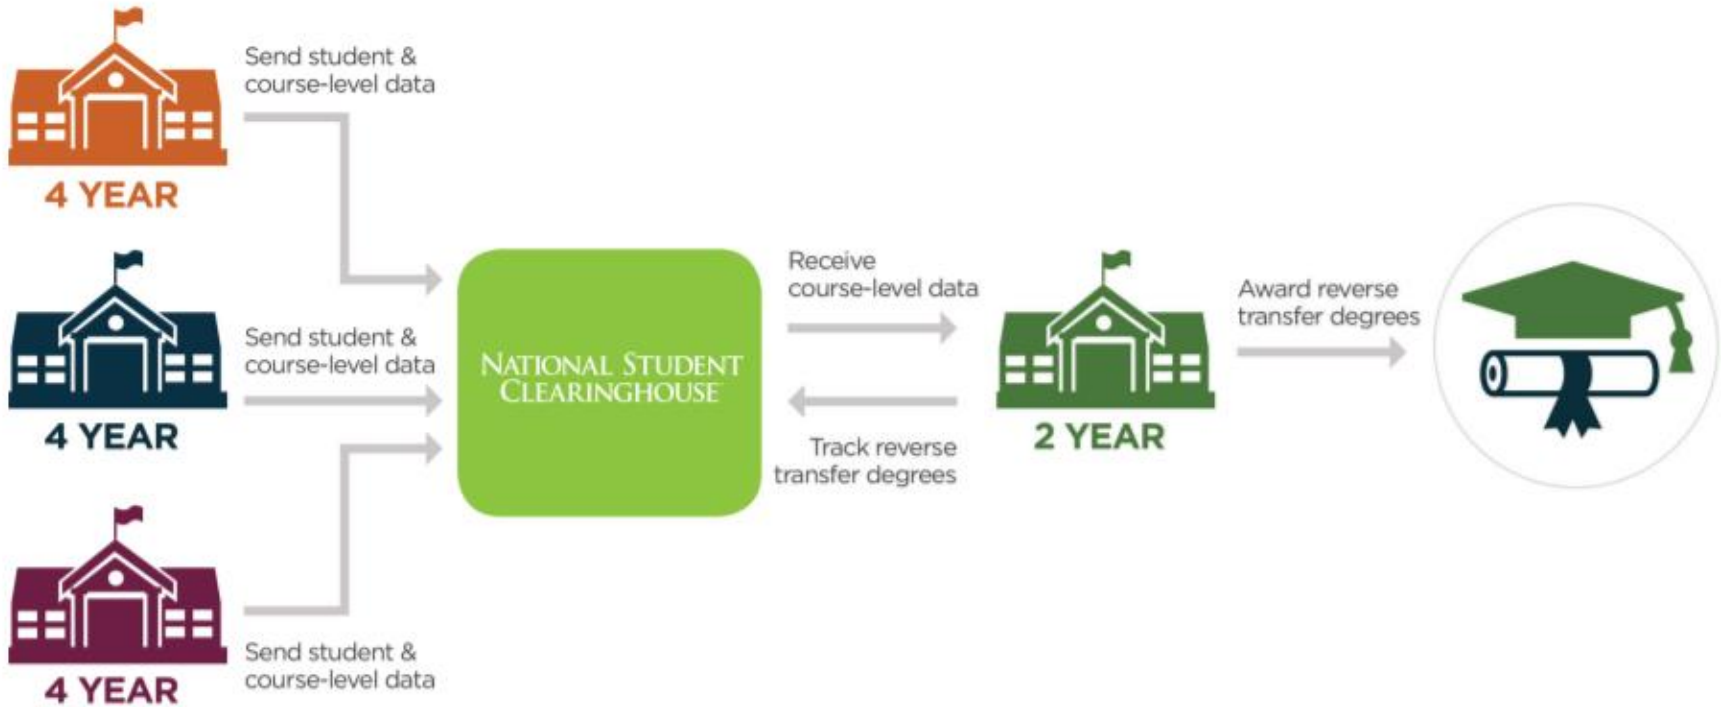 Send student &
course-level data
4 YEAR
Send student &
course-level data
4 YEAR
Send student &
course-level data
4 YEAR
NATIONAL STUDENT
CLEARINGHOUSE
Receive
course-level data
Track reverse
transfer degrees
2 YEAR
Award reverse
transfer degrees